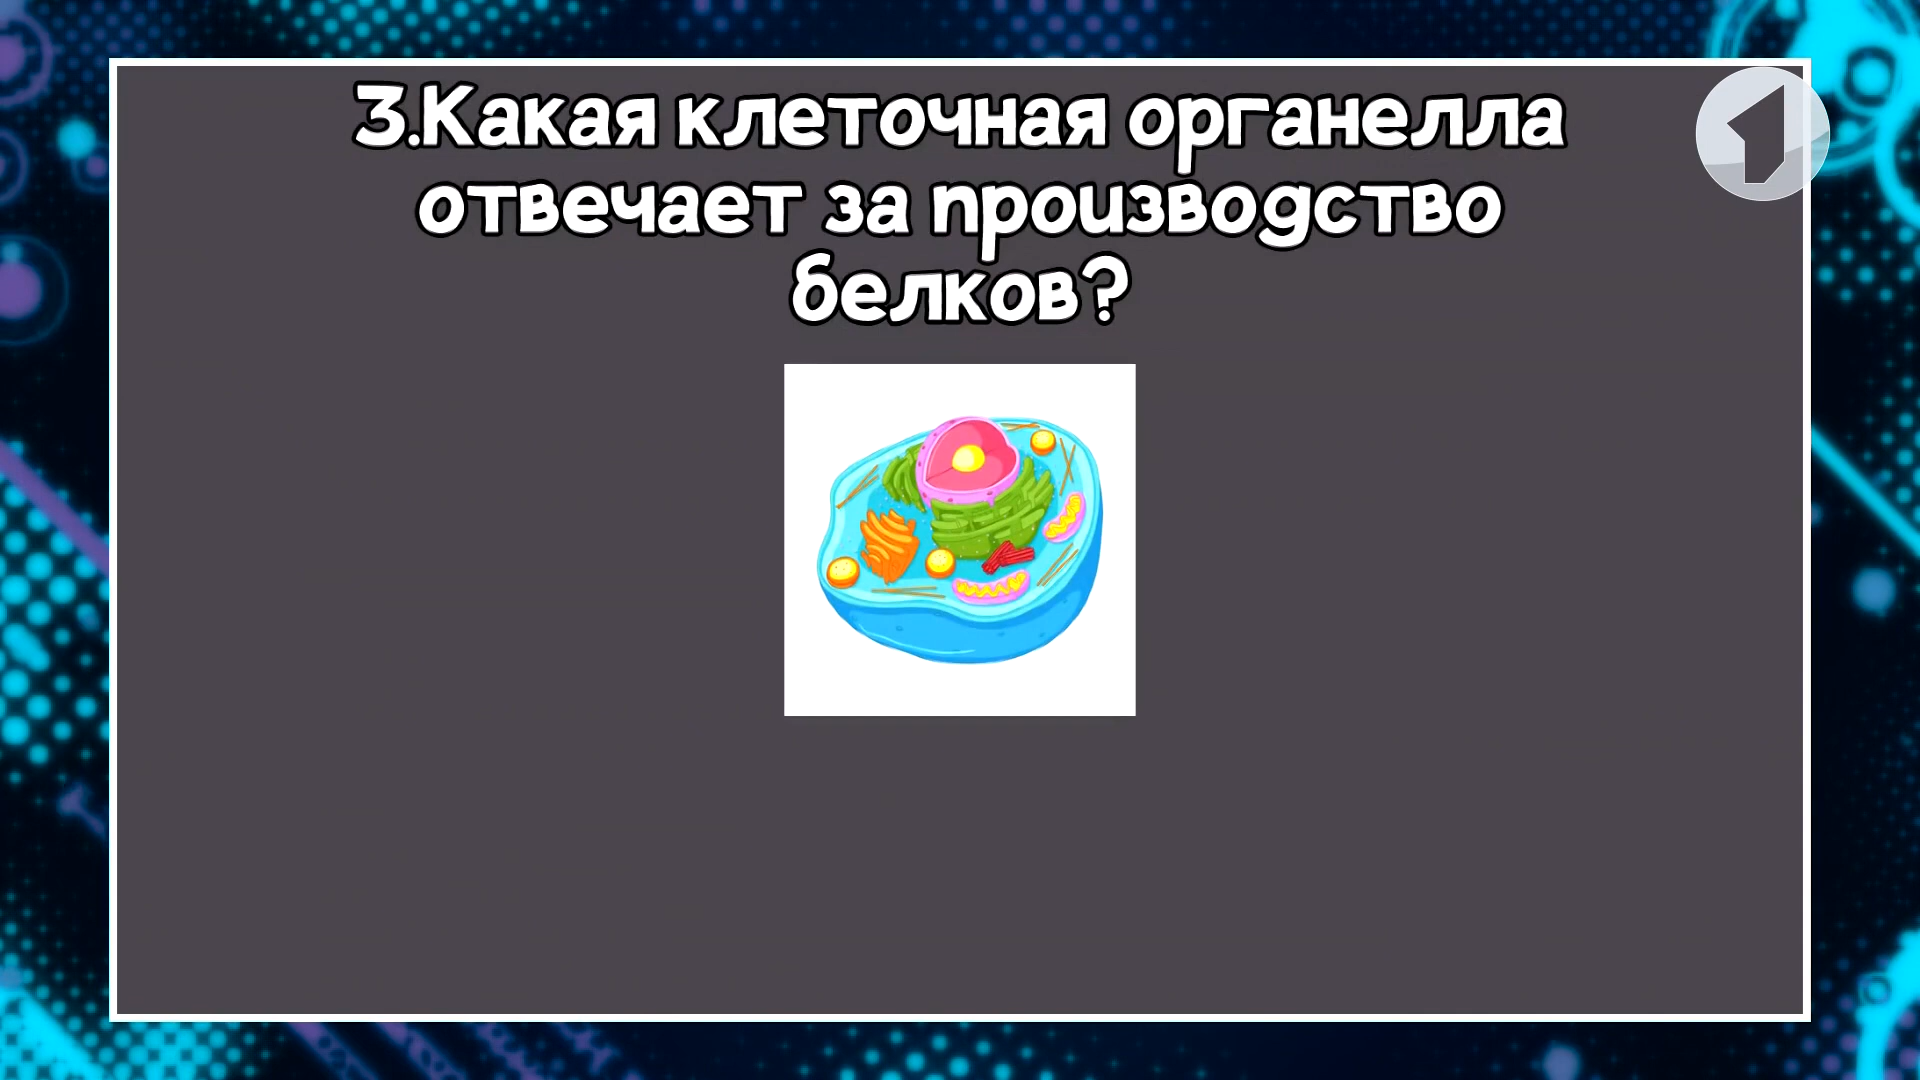 3.Какая клеточная органелла
отвечает за производство
белков?